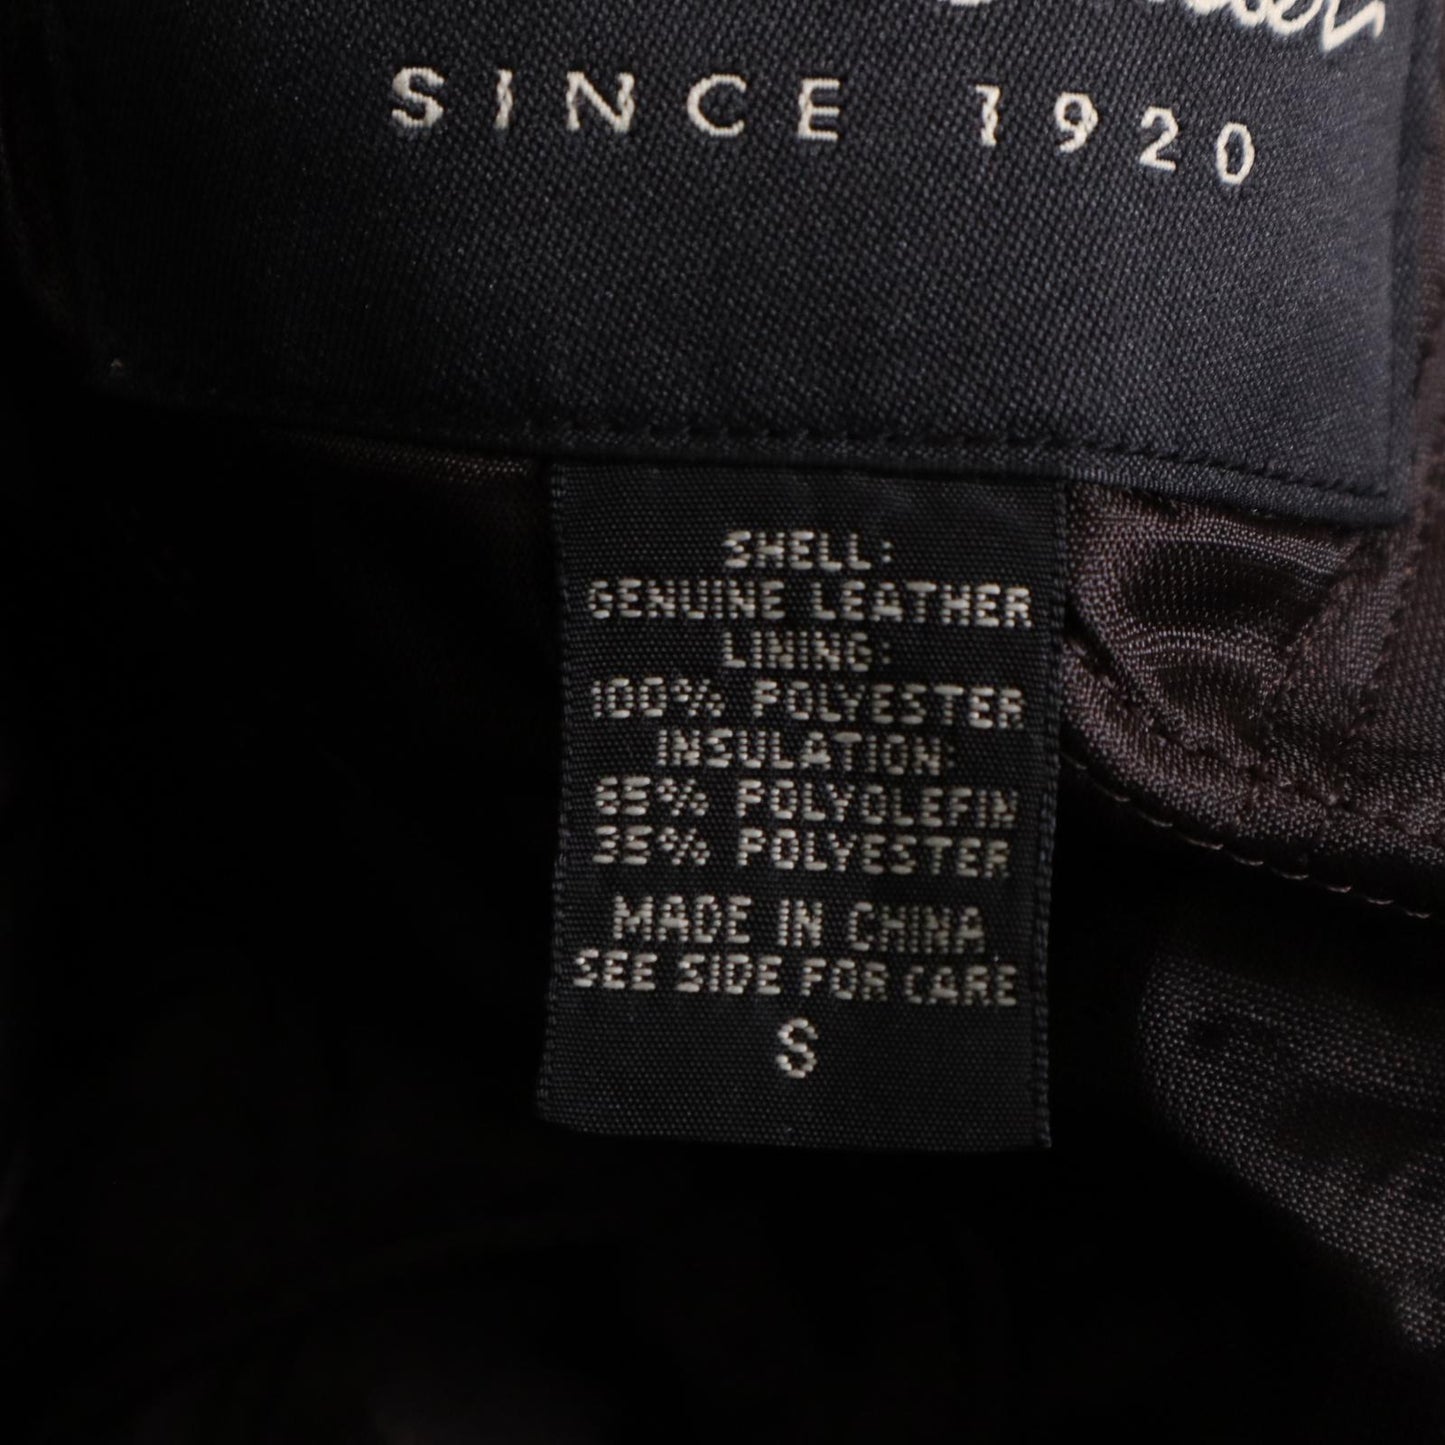 SINCE 1920
SHELL:
GENUINE LEATHER
LINING:
100% POLYESTER
INSULATION:
65% POLYOLEFIN
35% POLYESTER
MADE IN CHINA
SEE SIDE FOR CARE
S